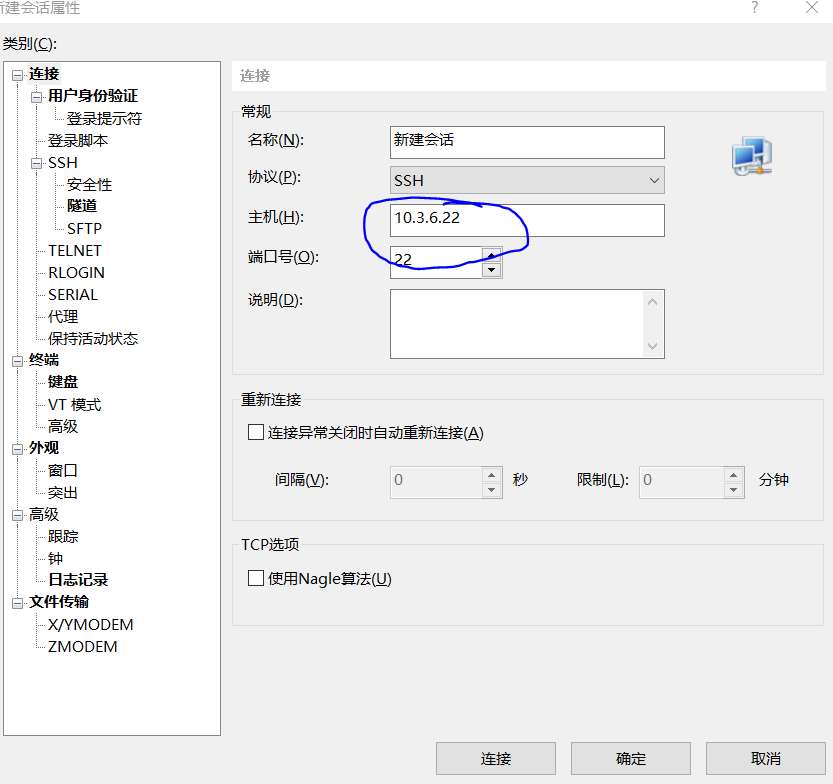 新建会话属性
?
类别(C):
连接
用户身份验证
登录提示符
登录脚本
SSH
安全性
隧道
SFTP
TELNET
RLOGIN
SERIAL
代理
保持活动状态
终端
键盘
VT 模式
高级
外观
窗口
突出
高级
跟踪
钟
日志记录
文件传输
X/YMODEM
ZMODEM
连接
常规
名称(N): 新建会话
协议(P): SSH
主机(H): 10.3.6.22
端口号(O): 22
说明(D):
重新连接
连接异常关闭时自动重新连接(A)
间隔(V): 0 秒 限制(L): 0 分钟
TCP选项
使用Nagle算法(U)
连接 确定 取消